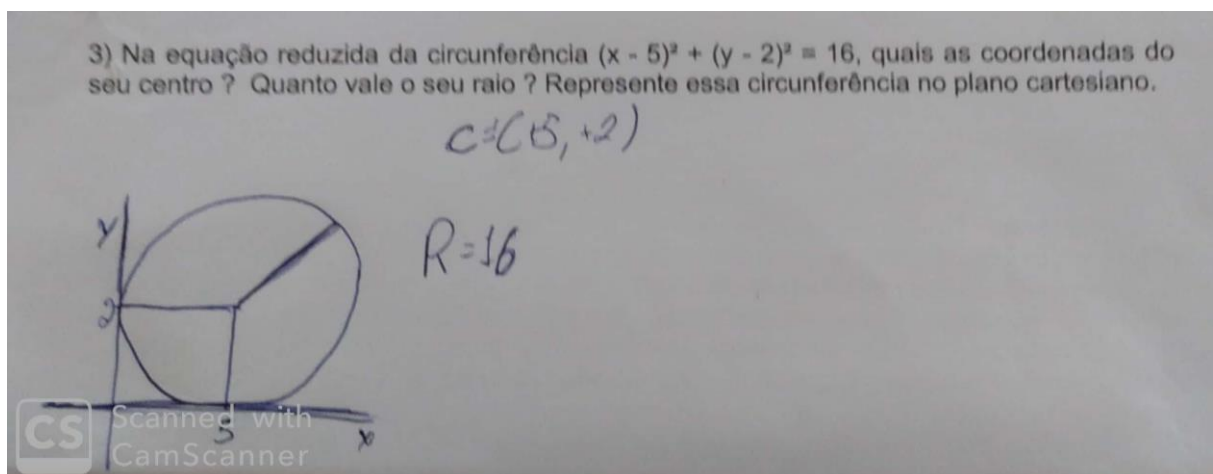 3) Na equação reduzida da circunferência (x - 5)² + (y - 2)² = 16, quais as coordenadas do
seu centro ? Quanto vale o seu raio ? Represente essa circunferência no plano cartesiano.
C=(+5, +2)
y
R=16
2
5
x
CS Scanned with
CamScanner